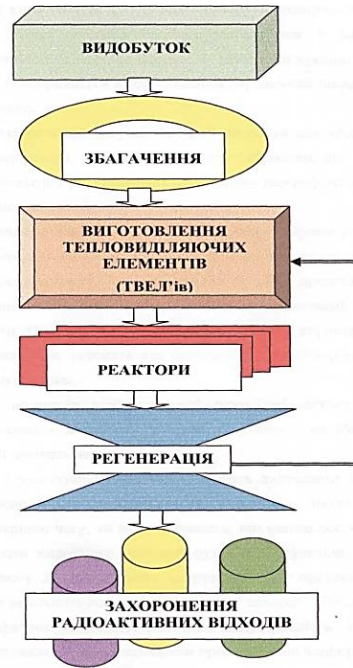 ВИДОБУТОК
ЗБАГАЧЕННЯ
ВИГОТОВЛЕННЯ
ТЕПЛОВИДІЛЯЮЧИХ
ЕЛЕМЕНТІВ
(ТВЕЛ'ів)
РЕАКТОРИ
РЕГЕНЕРАЦІЯ
ЗАХОРОНЕННЯ
РАДІОАКТИВНИХ ВІДХОДІВ